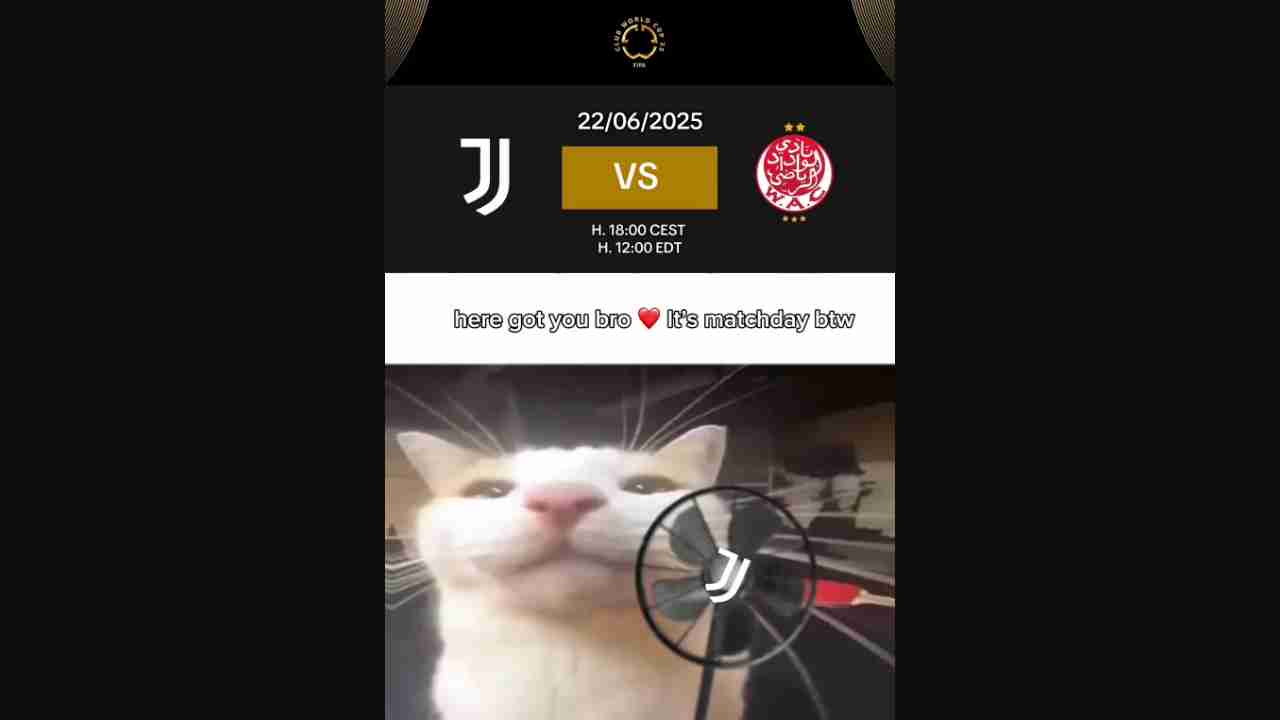 CLUB WORLD CUP 25
FIFA
22/06/2025
VS
نادي
الوداد
الرياضي
W.A.C
H. 18:00 CEST
H. 12:00 EDT
here got you bro ❤️ It's matchday btw